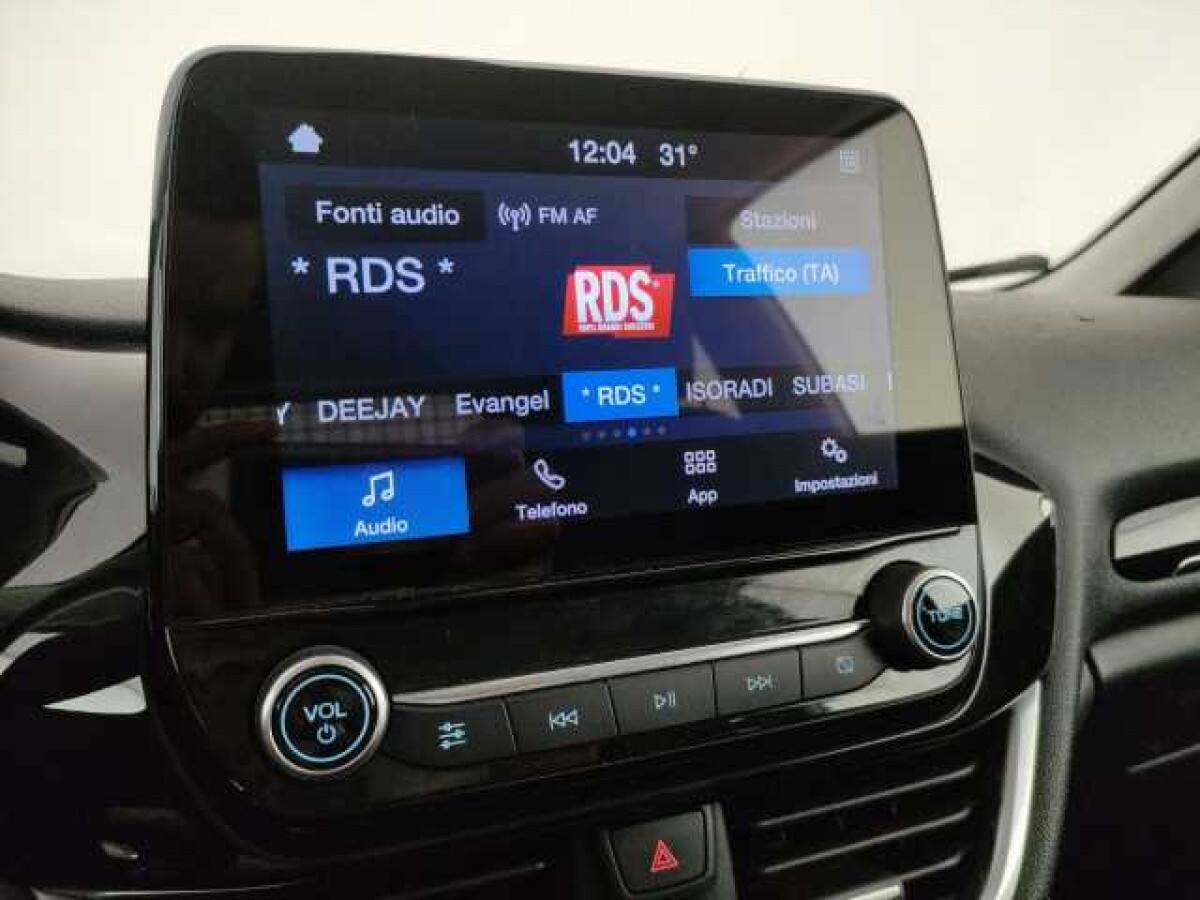 12:04 31°
Fonti audio FM AF Stazioni
* RDS * RDS Traffico (TA)
Y DEEJAY Evangel * RDS * ISORADI SUBASI
Audio Telefono App Impostazioni
TUNE
VOL